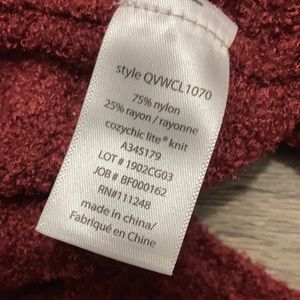 style QVWCL1070
75% nylon
25% rayon / rayonne
cozychic lite® knit
A345179
LOT # 1902CG03
JOB # BF000162
RN#111248
made in china/
Fabriqué en Chine